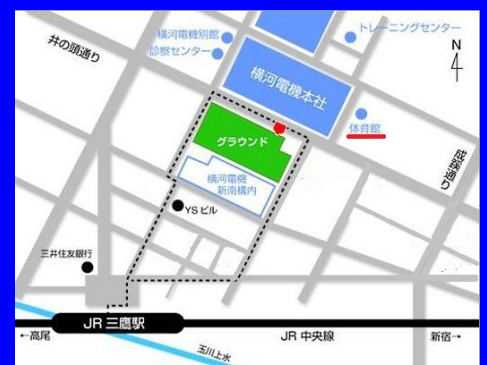 トレーニングセンター
横河電機別館
診察センター
井の頭通り
N
横河電機本社
体育館
グラウンド
成蹊通り
横河電機
新南構内
YSビル
三井住友銀行
JR 三鷹駅
←高尾
JR 中央線
新宿→
玉川上水